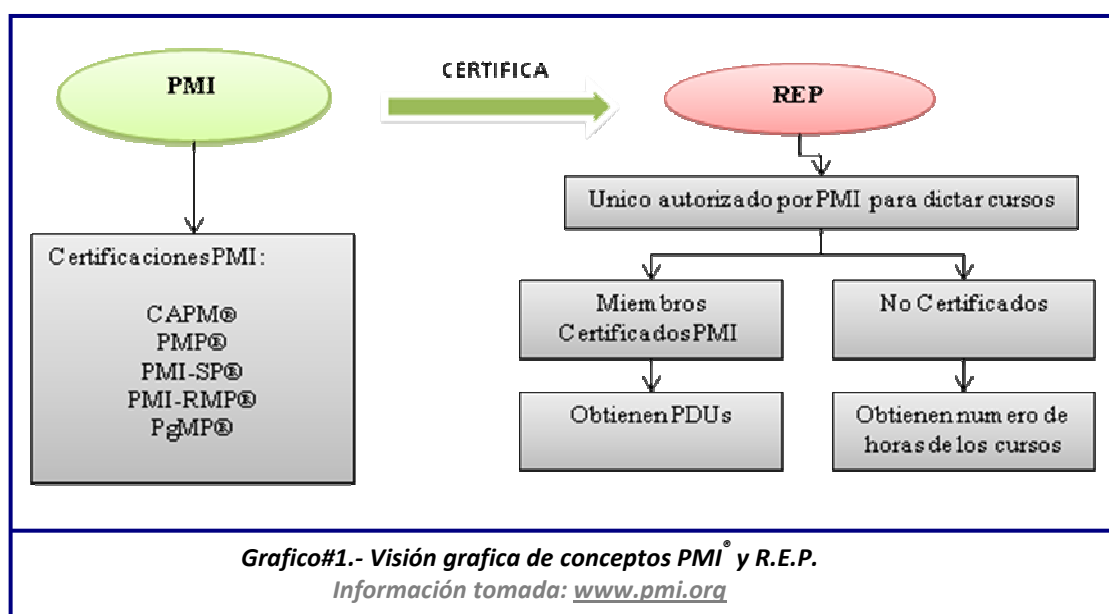 PMI
CERTIFICA
REP
Unico autorizado por PMI para dictar cursos
Certificaciones PMI:
CAPM®
PMP®
PMI-SP®
PMI-RMP®
PgMP®
Miembros
Certificados PMI
No Certificados
Obtienen PDUs
Obtienen numero de
horas de los cursos
Grafico#1.- Visión grafica de conceptos PMI® y R.E.P.
Información tomada: www.pmi.org